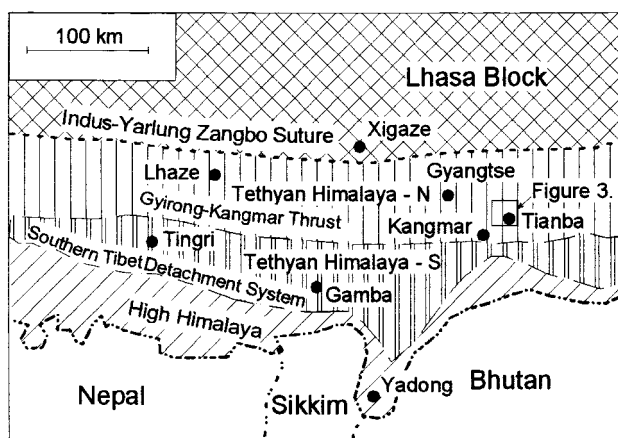 100 km
Lhasa Block
Indus-Yarlung Zangbo Suture
Xigaze
Lhaze
Gyangtse
Tethyan Himalaya - N
Figure 3.
Gyirong-Kangmar Thrust
Kangmar
Tianba
Tingri
Tethyan Himalaya - S
Southern Tibet Detachment System
Gamba
High Himalaya
Nepal
Sikkim
Yadong
Bhutan